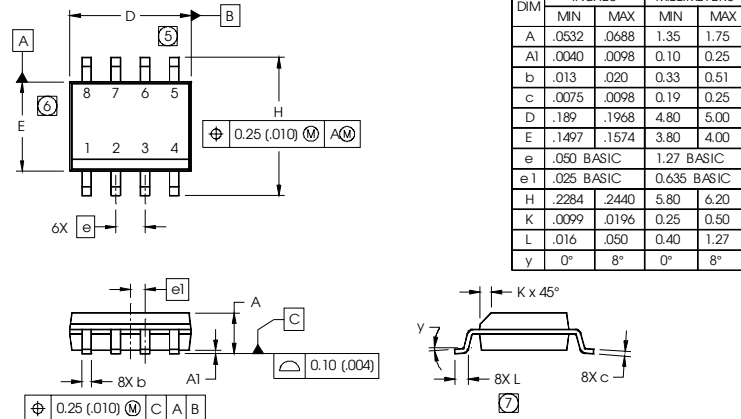 D
B
5
A
8 7 6 5
6
E
H
⌖ 0.25 (.010) Ⓜ AⓂ
1 2 3 4
6X e
e1
A
C
⌓ 0.10 (.004)
8X b
A1
⌖ 0.25 (.010) Ⓜ C A B
K x 45°
y
8X L
8X c
7
DIM
MIN MAX MIN MAX
A .0532 .0688 1.35 1.75
A1 .0040 .0098 0.10 0.25
b .013 .020 0.33 0.51
c .0075 .0098 0.19 0.25
D .189 .1968 4.80 5.00
E .1497 .1574 3.80 4.00
e .050 BASIC 1.27 BASIC
e1 .025 BASIC 0.635 BASIC
H .2284 .2440 5.80 6.20
K .0099 .0196 0.25 0.50
L .016 .050 0.40 1.27
y 0° 8° 0° 8°